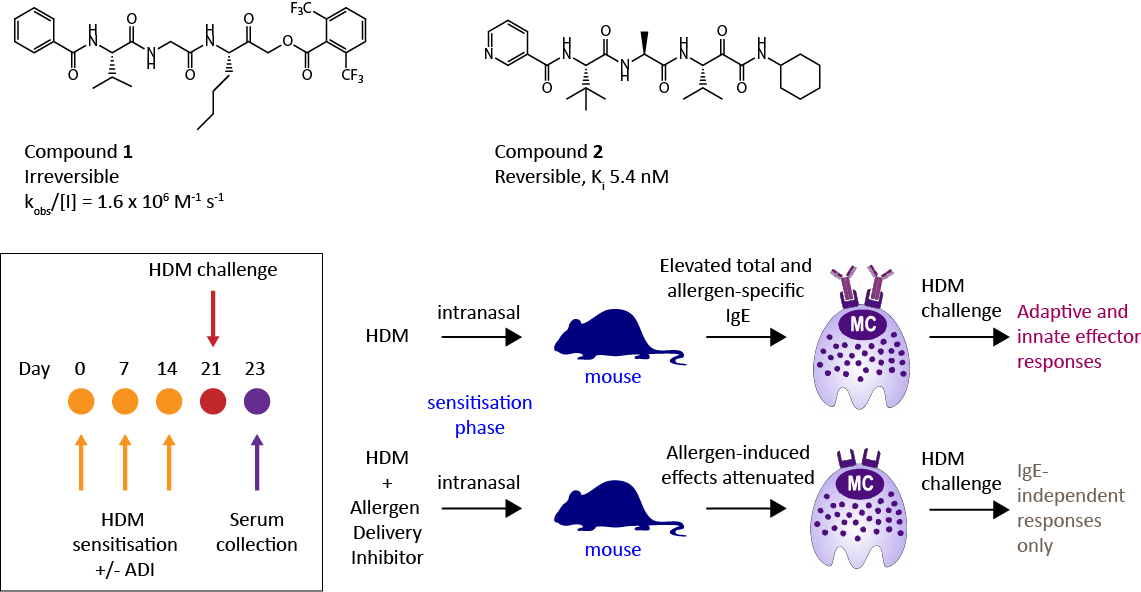 O
F₃C
O
H
N
H
N
O
O
N
H
O
O
CF₃
N
H
N
O
N
H
H
N
O
H
N
O
O
O
Compound 1
Irreversible
kobs/[I] = 1.6 x 10⁶ M⁻¹ s⁻¹
Compound 2
Reversible, Ki 5.4 nM
HDM challenge
Day 0 7 14 21 23
HDM
sensitisation
+/- ADI
Serum
collection
HDM
intranasal
mouse
Elevated total and
allergen-specific
IgE
MC
HDM
challenge
Adaptive and
innate effector
responses
sensitisation
phase
HDM
+
Allergen
Delivery
Inhibitor
intranasal
mouse
Allergen-induced
effects attenuated
MC
HDM
challenge
IgE-
independent
responses
only